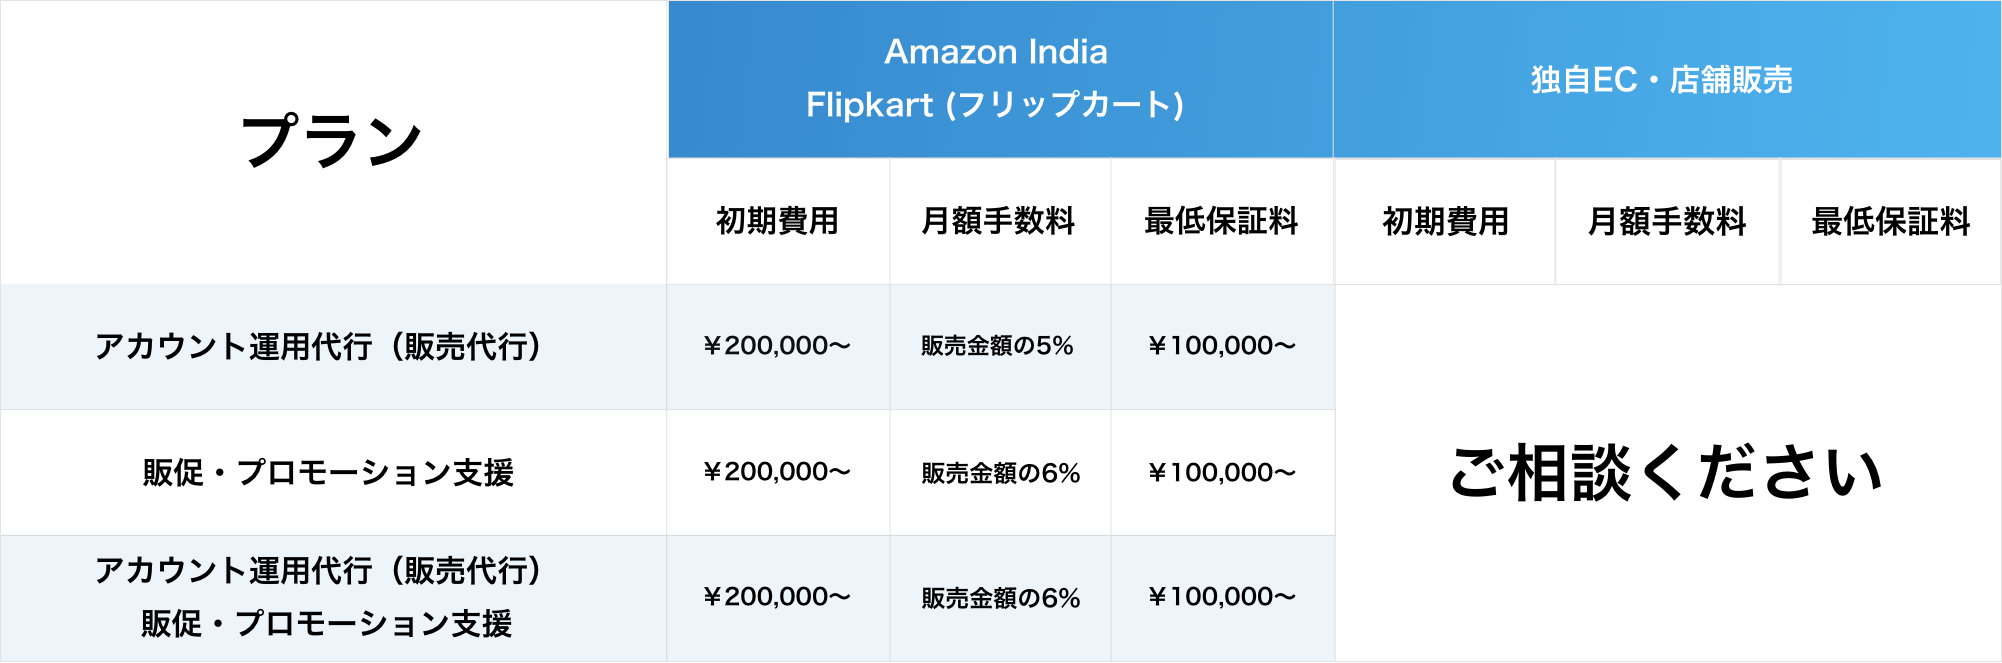 プラン
Amazon India
Flipkart (フリップカート)
独自EC・店舗販売
初期費用
月額手数料
最低保証料
初期費用
月額手数料
最低保証料
アカウント運用代行（販売代行）
￥200,000〜
販売金額の5%
￥100,000〜
販促・プロモーション支援
￥200,000〜
販売金額の6%
￥100,000〜
ご相談ください
アカウント運用代行（販売代行）
販促・プロモーション支援
￥200,000〜
販売金額の6%
￥100,000〜